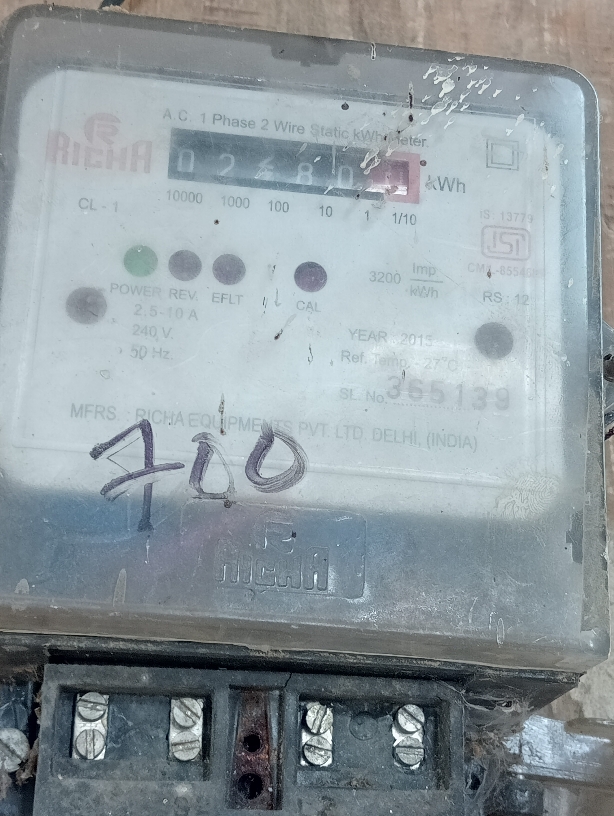 A.C. 1 Phase 2 Wire Static kWh Meter
RICHA
kWh
CL - 1
10000 1000 100 10 1 1/10
IS: 13779
ISI
3200 Imp/kWh
RS : 12
POWER REV. EFLT CAL
2.5-10 A
240 V.
50 Hz.
YEAR : 2013
Ref. Temp. 27°C
SL. No. 365139
MFRS. : RICHA EQUIPMENTS PVT. LTD. DELHI, (INDIA)
700
RICHA